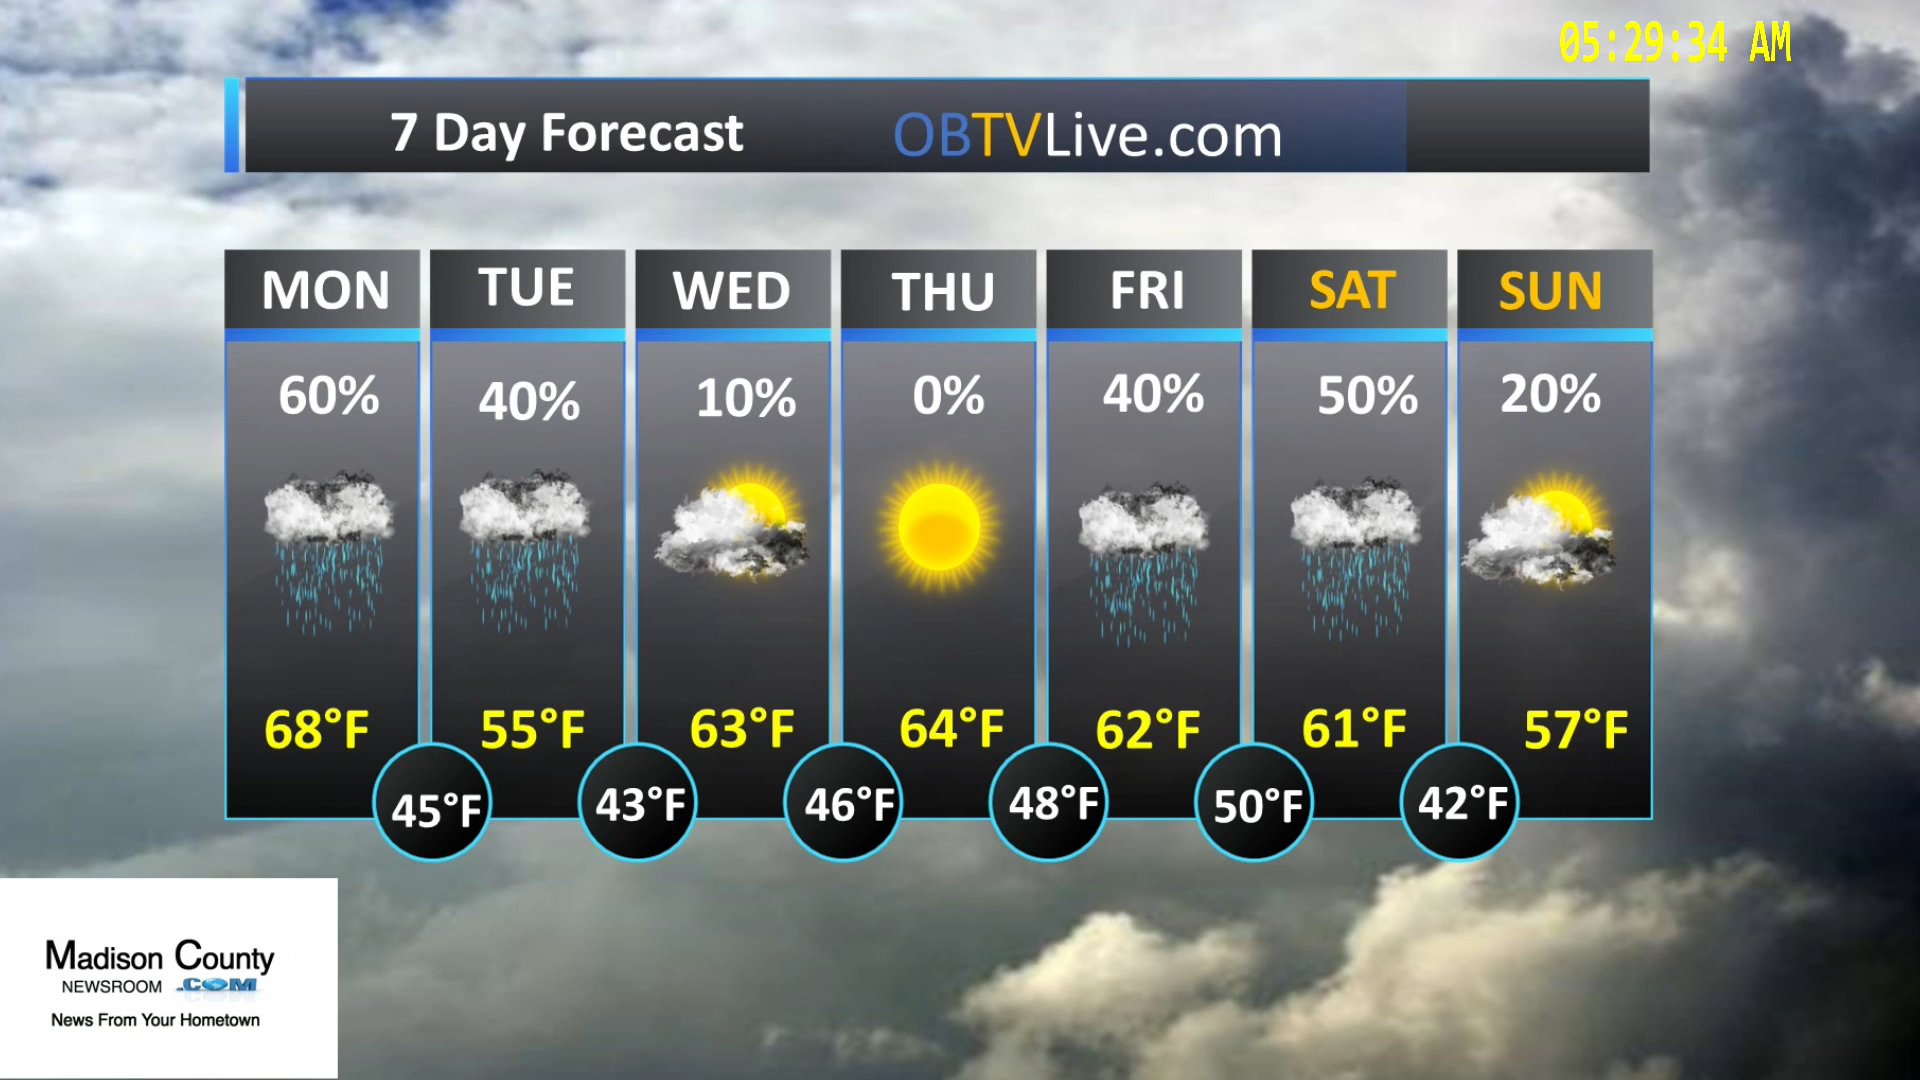 05:29:34 AM
7 Day Forecast OBTVLive.com
MON TUE WED THU FRI SAT SUN
60% 40% 10% 0% 40% 50% 20%
68°F 55°F 63°F 64°F 62°F 61°F 57°F
45°F 43°F 46°F 48°F 50°F 42°F
Madison County
NEWSROOM .COM
News From Your Hometown